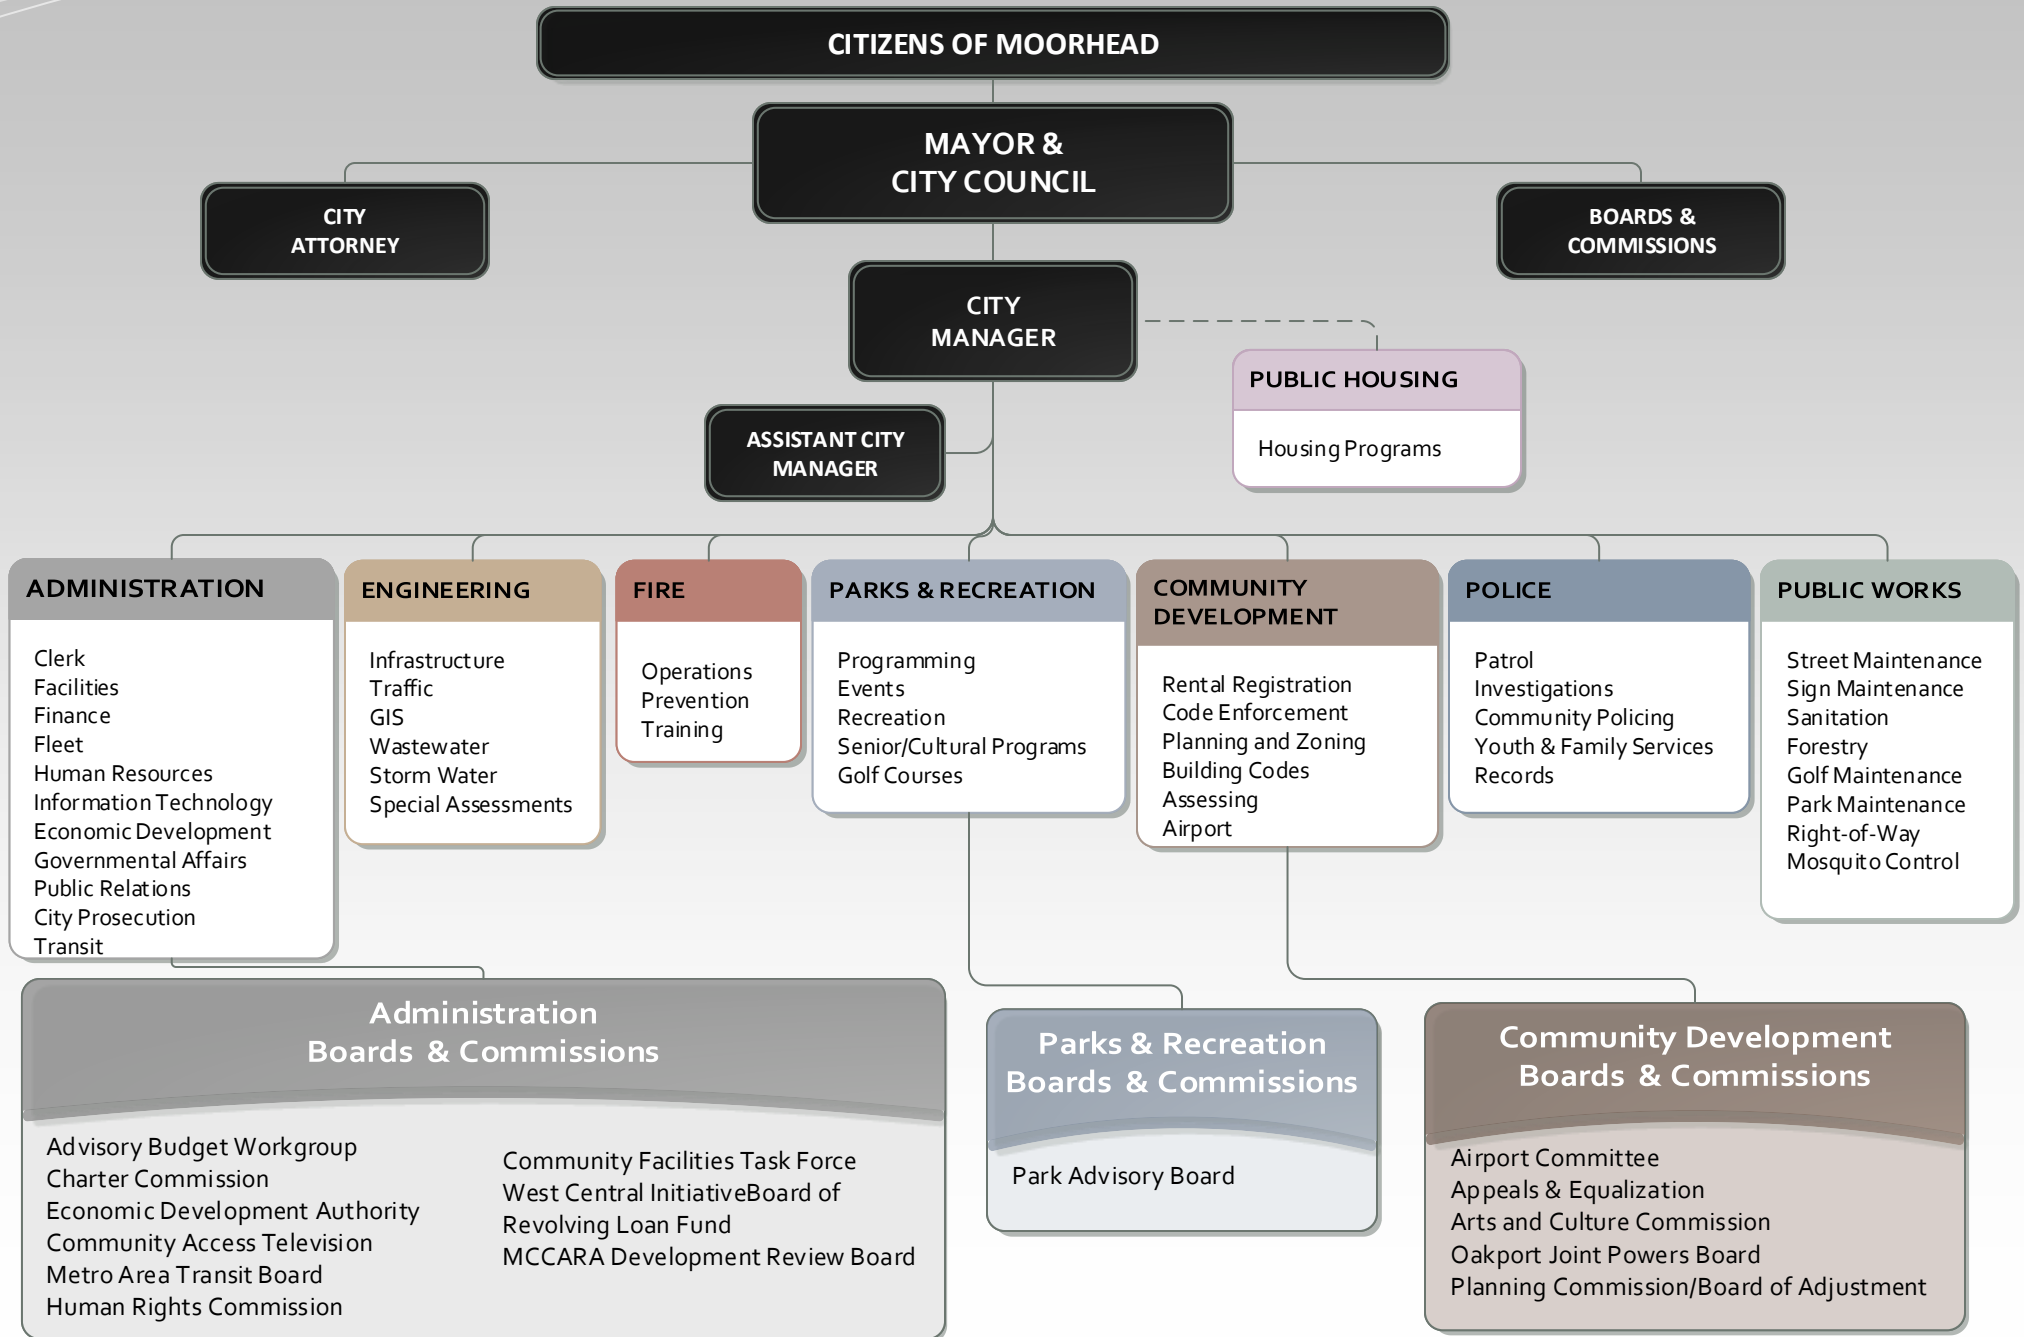 CITIZENS OF MOORHEAD
MAYOR &
CITY COUNCIL
CITY
ATTORNEY
BOARDS &
COMMISSIONS
CITY
MANAGER
PUBLIC HOUSING
Housing Programs
ASSISTANT CITY
MANAGER
ADMINISTRATION
Clerk
Facilities
Finance
Fleet
Human Resources
Information Technology
Economic Development
Governmental Affairs
Public Relations
City Prosecution
Transit
ENGINEERING
Infrastructure
Traffic
GIS
Wastewater
Storm Water
Special Assessments
FIRE
Operations
Prevention
Training
PARKS & RECREATION
Programming
Events
Recreation
Senior/Cultural Programs
Golf Courses
COMMUNITY
DEVELOPMENT
Rental Registration
Code Enforcement
Planning and Zoning
Building Codes
Assessing
Airport
POLICE
Patrol
Investigations
Community Policing
Youth & Family Services
Records
PUBLIC WORKS
Street Maintenance
Sign Maintenance
Sanitation
Forestry
Golf Maintenance
Park Maintenance
Right-of-Way
Mosquito Control
Administration
Boards & Commissions
Advisory Budget Workgroup
Charter Commission
Economic Development Authority
Community Access Television
Metro Area Transit Board
Human Rights Commission
Community Facilities Task Force
West Central InitiativeBoard of
Revolving Loan Fund
MCCARA Development Review Board
Parks & Recreation
Boards & Commissions
Park Advisory Board
Community Development
Boards & Commissions
Airport Committee
Appeals & Equalization
Arts and Culture Commission
Oakport Joint Powers Board
Planning Commission/Board of Adjustment